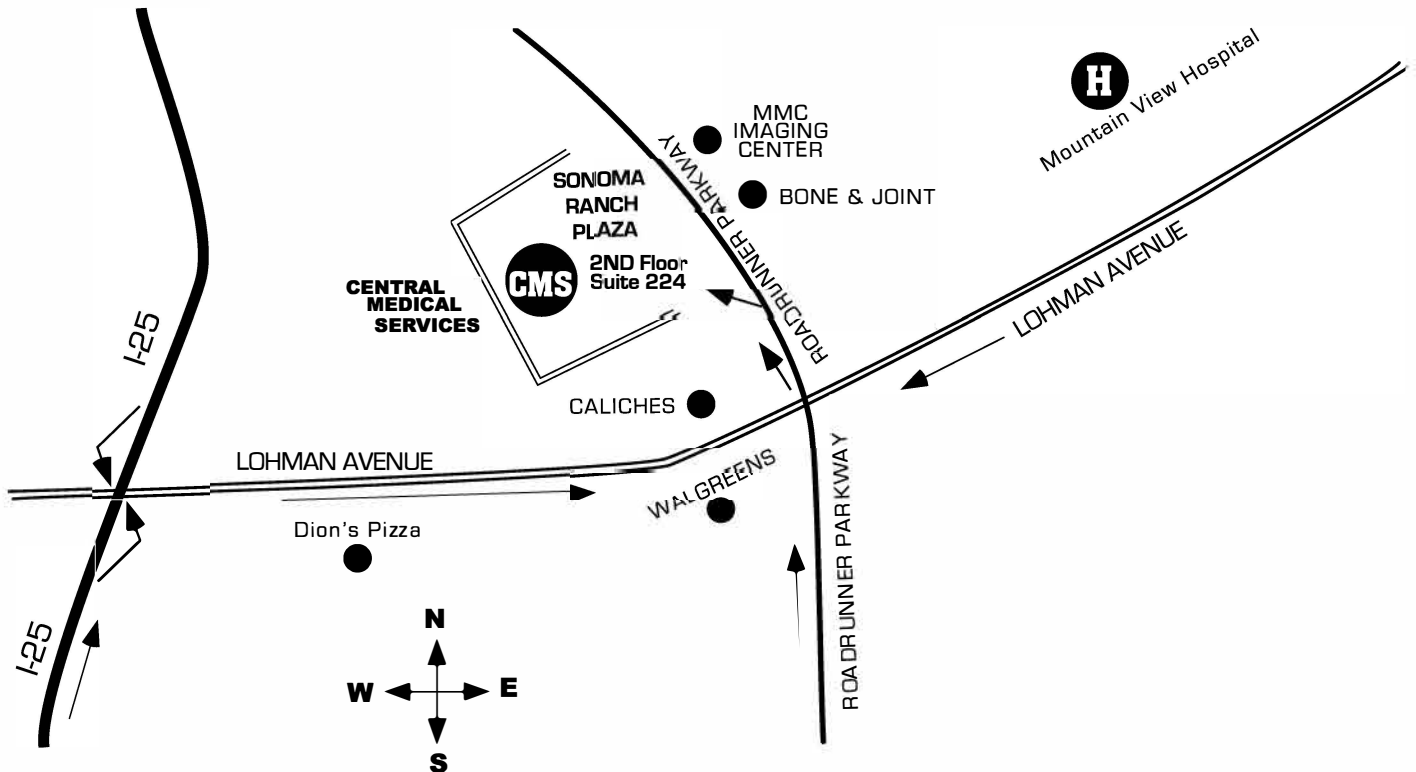 H
Mountain View Hospital
MMC
IMAGING
CENTER
BONE & JOINT
SONOMA
RANCH
PLAZA
CMS
2ND Floor
Suite 224
CENTRAL
MEDICAL
SERVICES
ROADRUNNER PARKWAY
LOHMAN AVENUE
I-25
CALICHES
LOHMAN AVENUE
WALGREENS
Dion's Pizza
ROADRUNNER PARKWAY
I-25
N
W
E
S